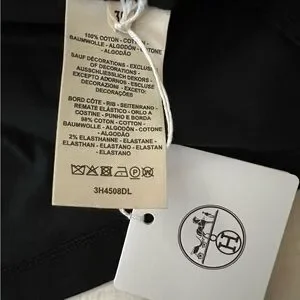 100% COTON - COTTON -
BAUMWOLLE - ALGODÓN - COTONE
- ALGODÃO
SAUF DÉCORATIONS - EXCLUSIVE
OF DECORATIONS -
AUSSCHLIESSLICH DEKORS -
EXCEPTO ADORNOS - ESCLUSE
DECORAZIONI - EXCETO:
DECORAÇÕES
BORD CÔTE - RIB - SEITENRAND -
REMATE ELÁSTICO - ORLO A
COSTINE - PUNHO E BORDA
98% COTON - COTTON -
BAUMWOLLE - ALGODÓN - COTONE
- ALGODÃO
2% ELASTHANNE - ELASTANE -
ELASTHAN - ELASTANO - ELASTAN
- ELASTANO
3H4508DL
H